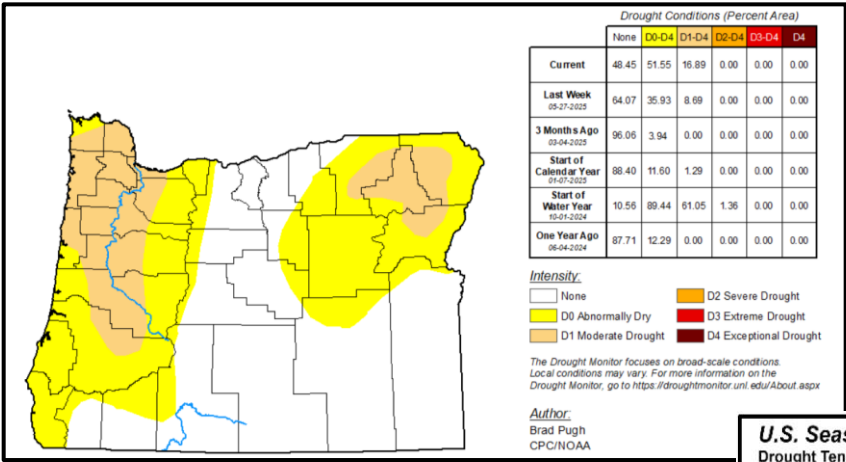 Drought Conditions (Percent Area)
None D0-D4 D1-D4 D2-D4 D3-D4 D4
Current 48.45 51.55 16.89 0.00 0.00 0.00
Last Week
05-27-2025 64.07 35.93 8.69 0.00 0.00 0.00
3 Months Ago
03-04-2025 96.06 3.94 0.00 0.00 0.00 0.00
Start of
Calendar Year
01-07-2025 88.40 11.60 1.29 0.00 0.00 0.00
Start of
Water Year
10-01-2024 10.56 89.44 61.05 1.36 0.00 0.00
One Year Ago
06-04-2024 87.71 12.29 0.00 0.00 0.00 0.00
Intensity:
None D2 Severe Drought
D0 Abnormally Dry D3 Extreme Drought
D1 Moderate Drought D4 Exceptional Drought
The Drought Monitor focuses on broad-scale conditions.
Local conditions may vary. For more information on the
Drought Monitor, go to https://droughtmonitor.unl.edu/About.aspx
Author:
Brad Pugh
CPC/NOAA
U.S. Seas
Drought Ten